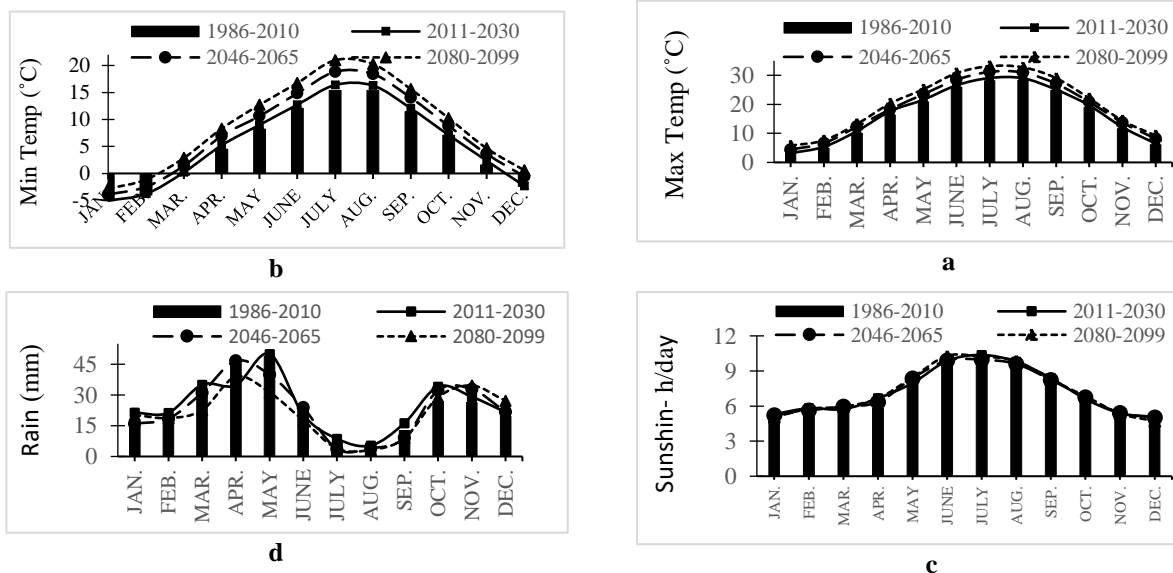 1986-2010 2011-2030
2046-2065 2080-2099
Min Temp (˚C)
20
15
10
5
0
-5
JAN. FEB. MAR. APR. MAY JUNE JULY AUG. SEP. OCT. NOV. DEC.
b
1986-2010 2011-2030
2046-2065 2080-2099
Max Temp (˚C)
30
20
10
0
JAN. FEB. MAR. APR. MAY JUNE JULY AUG. SEP. OCT. NOV. DEC.
a
1986-2010 2011-2030
2046-2065 2080-2099
Rain (mm)
45
30
15
0
JAN. FEB. MAR. APR. MAY JUNE JULY AUG. SEP. OCT. NOV. DEC.
d
1986-2010 2011-2030
2046-2065 2080-2099
Sunshin- h/day
12
9
6
3
0
JAN. FEB. MAR. APR. MAY JUNE JULY AUG. SEP. OCT. NOV. DEC.
c